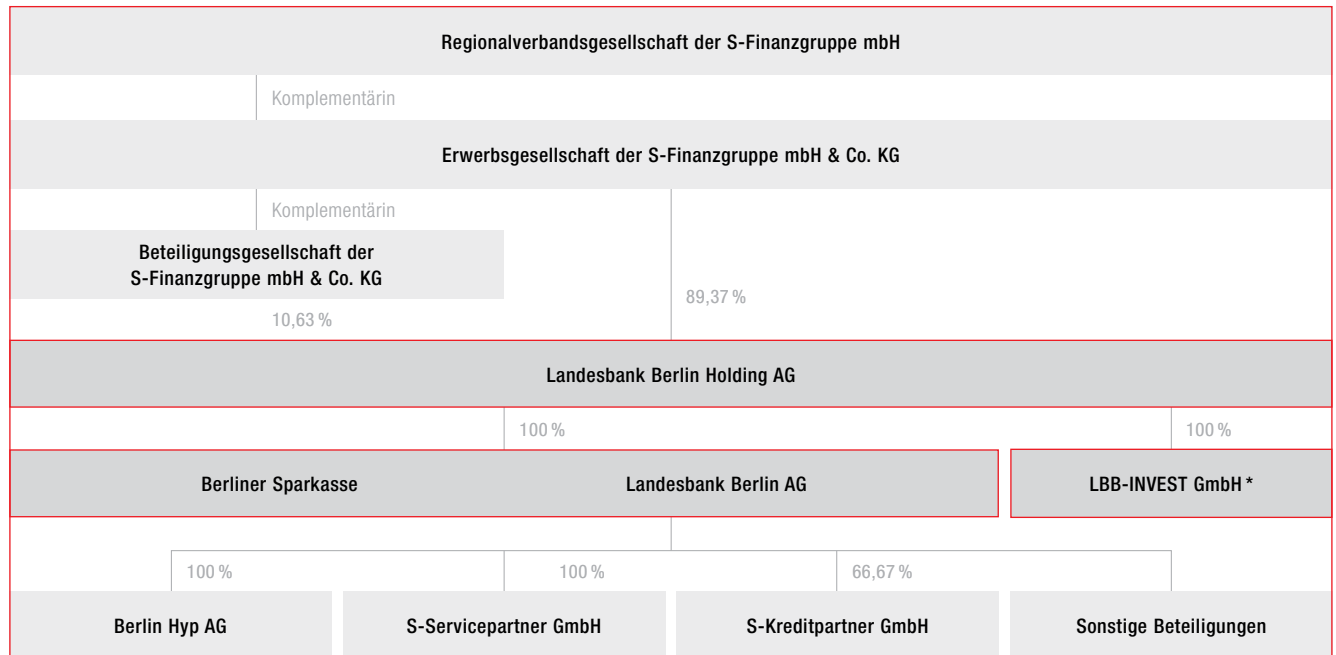 Regionalverbandsgesellschaft der S-Finanzgruppe mbH
Komplementärin
Erwerbsgesellschaft der S-Finanzgruppe mbH & Co. KG
Komplementärin
Beteiligungsgesellschaft der
S-Finanzgruppe mbH & Co. KG
89,37 %
10,63 %
Landesbank Berlin Holding AG
100 %
100 %
Berliner Sparkasse
Landesbank Berlin AG
LBB-INVEST GmbH *
100 %
100 %
66,67 %
Berlin Hyp AG
S-Servicepartner GmbH
S-Kreditpartner GmbH
Sonstige Beteiligungen